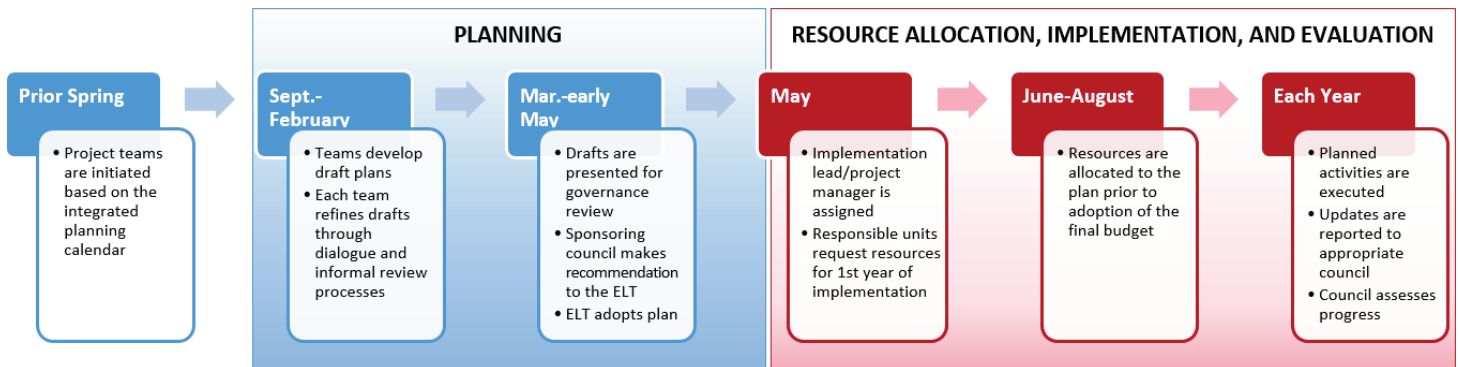 PLANNING
RESOURCE ALLOCATION, IMPLEMENTATION, AND EVALUATION
Prior Spring
• Project teams
are initiated
based on the
integrated
planning
calendar
Sept.-
February
• Teams develop
draft plans
• Each team
refines drafts
through
dialogue and
informal review
processes
Mar.-early
May
• Drafts are
presented for
governance
review
• Sponsoring
council makes
recommendation
to the ELT
• ELT adopts plan
May
• Implementation
lead/project
manager is
assigned
• Responsible units
request resources
for 1st year of
implementation
June-August
• Resources are
allocated to the
plan prior to
adoption of the
final budget
Each Year
• Planned
activities are
executed
• Updates are
reported to
appropriate
council
• Council assesses
progress